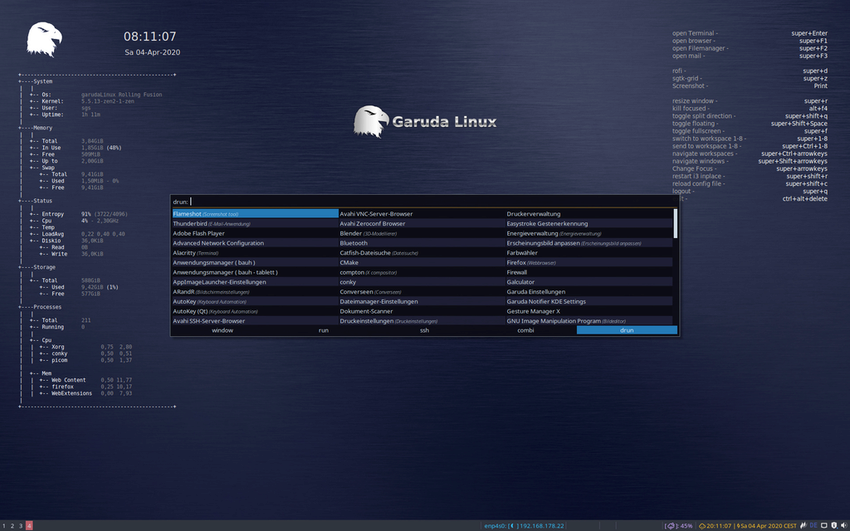 08:11:07
Sa 04-Apr-2020
+----System
+-- Os: garudaLinux Rolling Fusion
+-- Kernel: 5.5.13-zen2-1-zen
+-- User: sgs
+-- Uptime: 1h 11m
+----Memory
+-- Total 3,84GiB
+-- In Use 1,85GiB (48%)
+-- Free
+-- Up to 2,00GiB
+-- Swap
+-- Total 9,41GiB
+-- Used 0%
+-- Free 9,41GiB
+----Status
+-- Entropy 91% (3722/4096)
+-- Cpu 4% 2,30GHz
+-- Temp
+-- LoadAvg 0,22 0,40 0,40
+-- Diskio 36,0KiB
+-- Read 0B
+-- Write 36,0KiB
+----Storage
+-- Total 588GiB
+-- Used 9,42GiB (1%)
+-- Free 577GiB
+----Processes
+-- Total 211
+-- Running 0
+-- Cpu
+-- Xorg 0,75 2,80
+-- conky 0,50 0,51
+-- picom 0,50 1,37
+-- Mem
+-- Web Content 0,50 11,77
+-- firefox 0,25 10,17
+-- WebExtensions 0,00 7,93
Garuda Linux
open Terminal - super+Enter
open browser - super+F1
open Filemanager - super+F2
open mail - super+F3
rofi - super+d
sgtk-grid - super+z
Screenshot - Print
resize window - super+r
kill focused - alt+f4
toggle split direction - super+shift+q
toggle floating - super+Shift+Space
toggle fullscreen - super+f
switch to workspace 1-8 - super+1-8
send to workspace 1-8 - super+Ctrl+1-8
navigate workspaces - super+Ctrl+arrowkeys
navigate windows - super+Shift+arrowkeys
Change Focus - super+arrowkeys
restart (3 inplace - super+shift+r
reload config file - super+shift+c
logout - super+q
ctrl+alt+delete
drun:
Flameshot (Screenshot tool) Avahi VNC-Server-Browser Druckerverwaltung
Thunderbird (E-Mail-Anwendung) Avahi Zeroconf Browser Easystroke Gestenerkennung
Adobe Flash Player Blender (3D-Modellierer) Energieverwaltung (Energieverwaltung)
Advanced Network Configuration Bluetooth Erscheinungsbild anpassen (Erscheinungsbild anpassen)
Alacritty (Terminal) Catfish-Dateisuche (Dateisuche) Farbwähler
Anwendungsmanager ( bauh ) CMake Firefox (Webbrowser)
Anwendungsmanager ( bauh - tablett ) compton (X compositor) Firewall
AppImageLauncher-Einstellungen conky Galculator
ARandR (Bildschirmeinstellungen) Converseen (Converseen) Garuda Einstellungen
AutoKey (Keyboard Automation) Dateimanager-Einstellungen Garuda Notifier KDE Settings
AutoKey (Qt) (Keyboard Automation) Dokument-Scanner Gesture Manager X
Avahi SSH-Server-Browser Druckeinstellungen (Druckeinstellungen) GNU Image Manipulation Program (Bildeditor)
window run ssh combi drun
1 2 3 4 enp4s0: 192.168.178.22 45% 20:11:07 Sa 04 Apr 2020 CEST DE